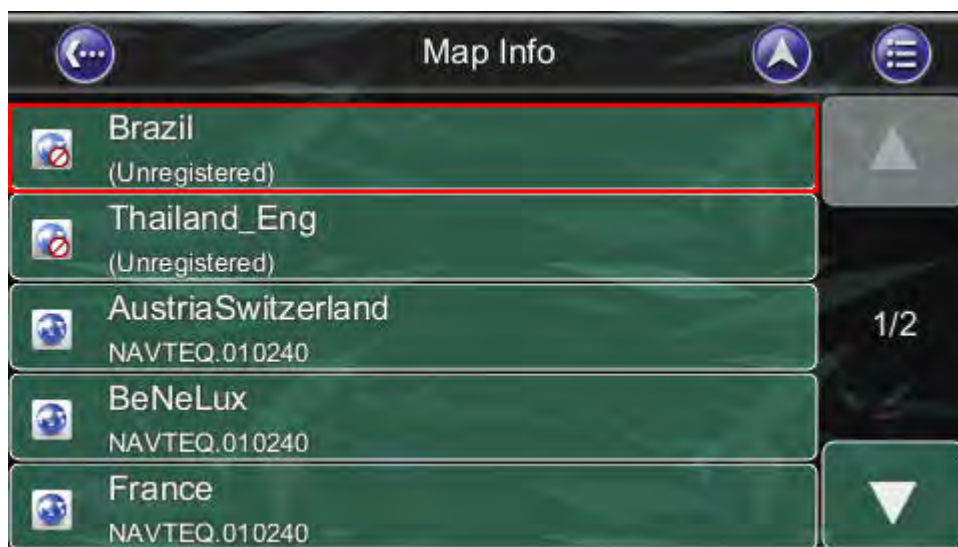 Map Info
Brazil
(Unregistered)
Thailand_Eng
(Unregistered)
AustriaSwitzerland
NAVTEQ.010240
1/2
BeNeLux
NAVTEQ.010240
France
NAVTEQ.010240